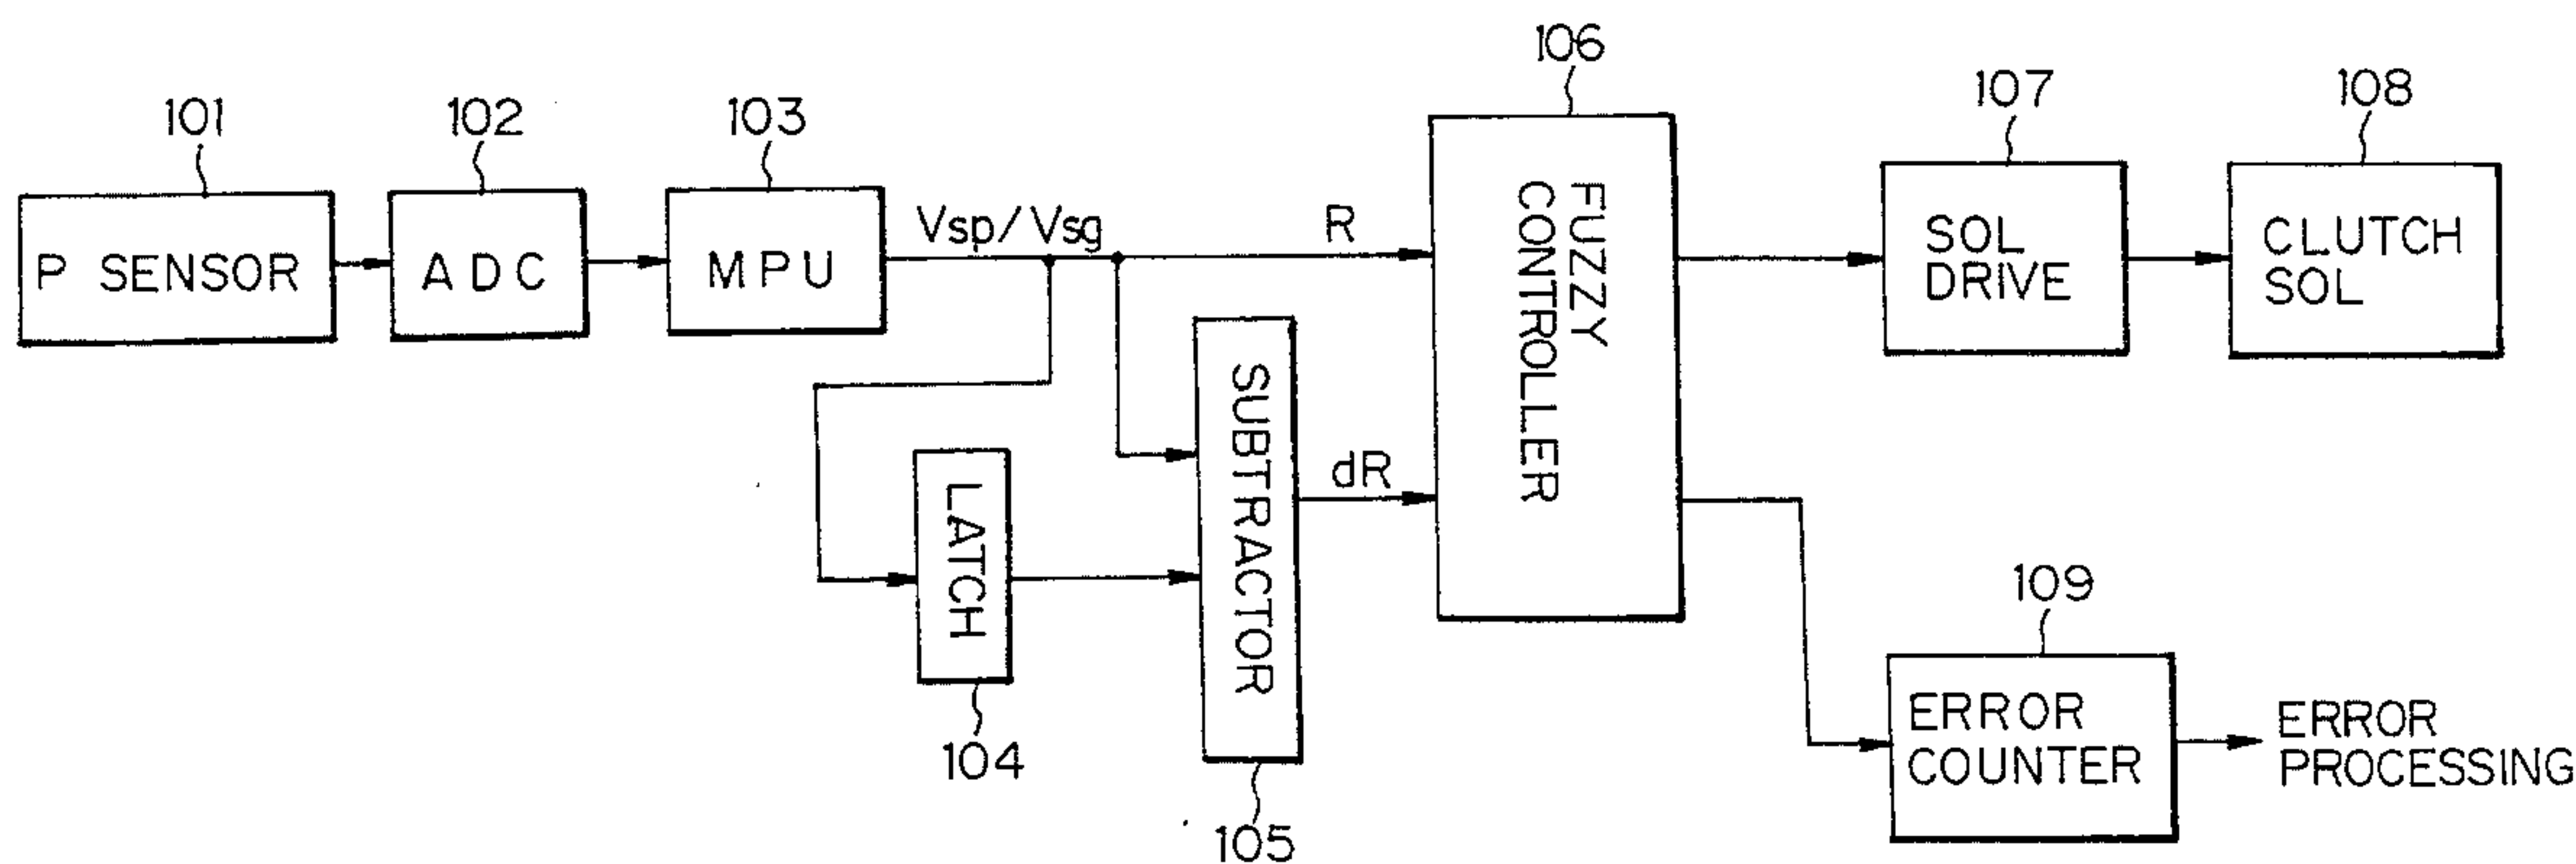 106
107
108
101
102
103
P SENSOR
ADC
MPU
Vsp/Vsg
R
FUZZY
CONTROLLER
SOL
DRIVE
CLUTCH
SOL
SUBTRACTOR
dR
LATCH
104
105
109
ERROR
COUNTER
ERROR
PROCESSING